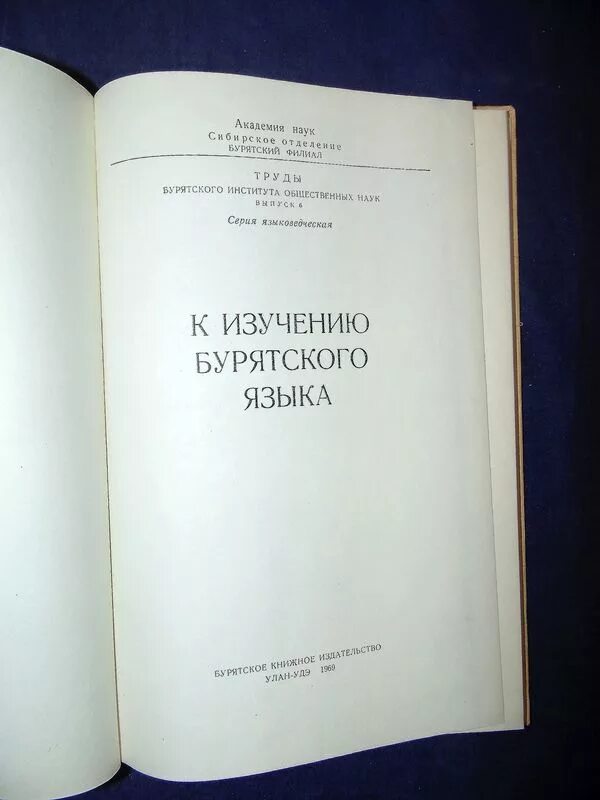 Академия наук
Сибирское отделение
БУРЯТСКИЙ ФИЛИАЛ
ТРУДЫ
БУРЯТСКОГО ИНСТИТУТА ОБЩЕСТВЕННЫХ НАУК
ВЫПУСК 6
Серия языковедческая
К ИЗУЧЕНИЮ
БУРЯТСКОГО
ЯЗЫКА
БУРЯТСКОЕ КНИЖНОЕ ИЗДАТЕЛЬСТВО
УЛАН-УДЭ 1969